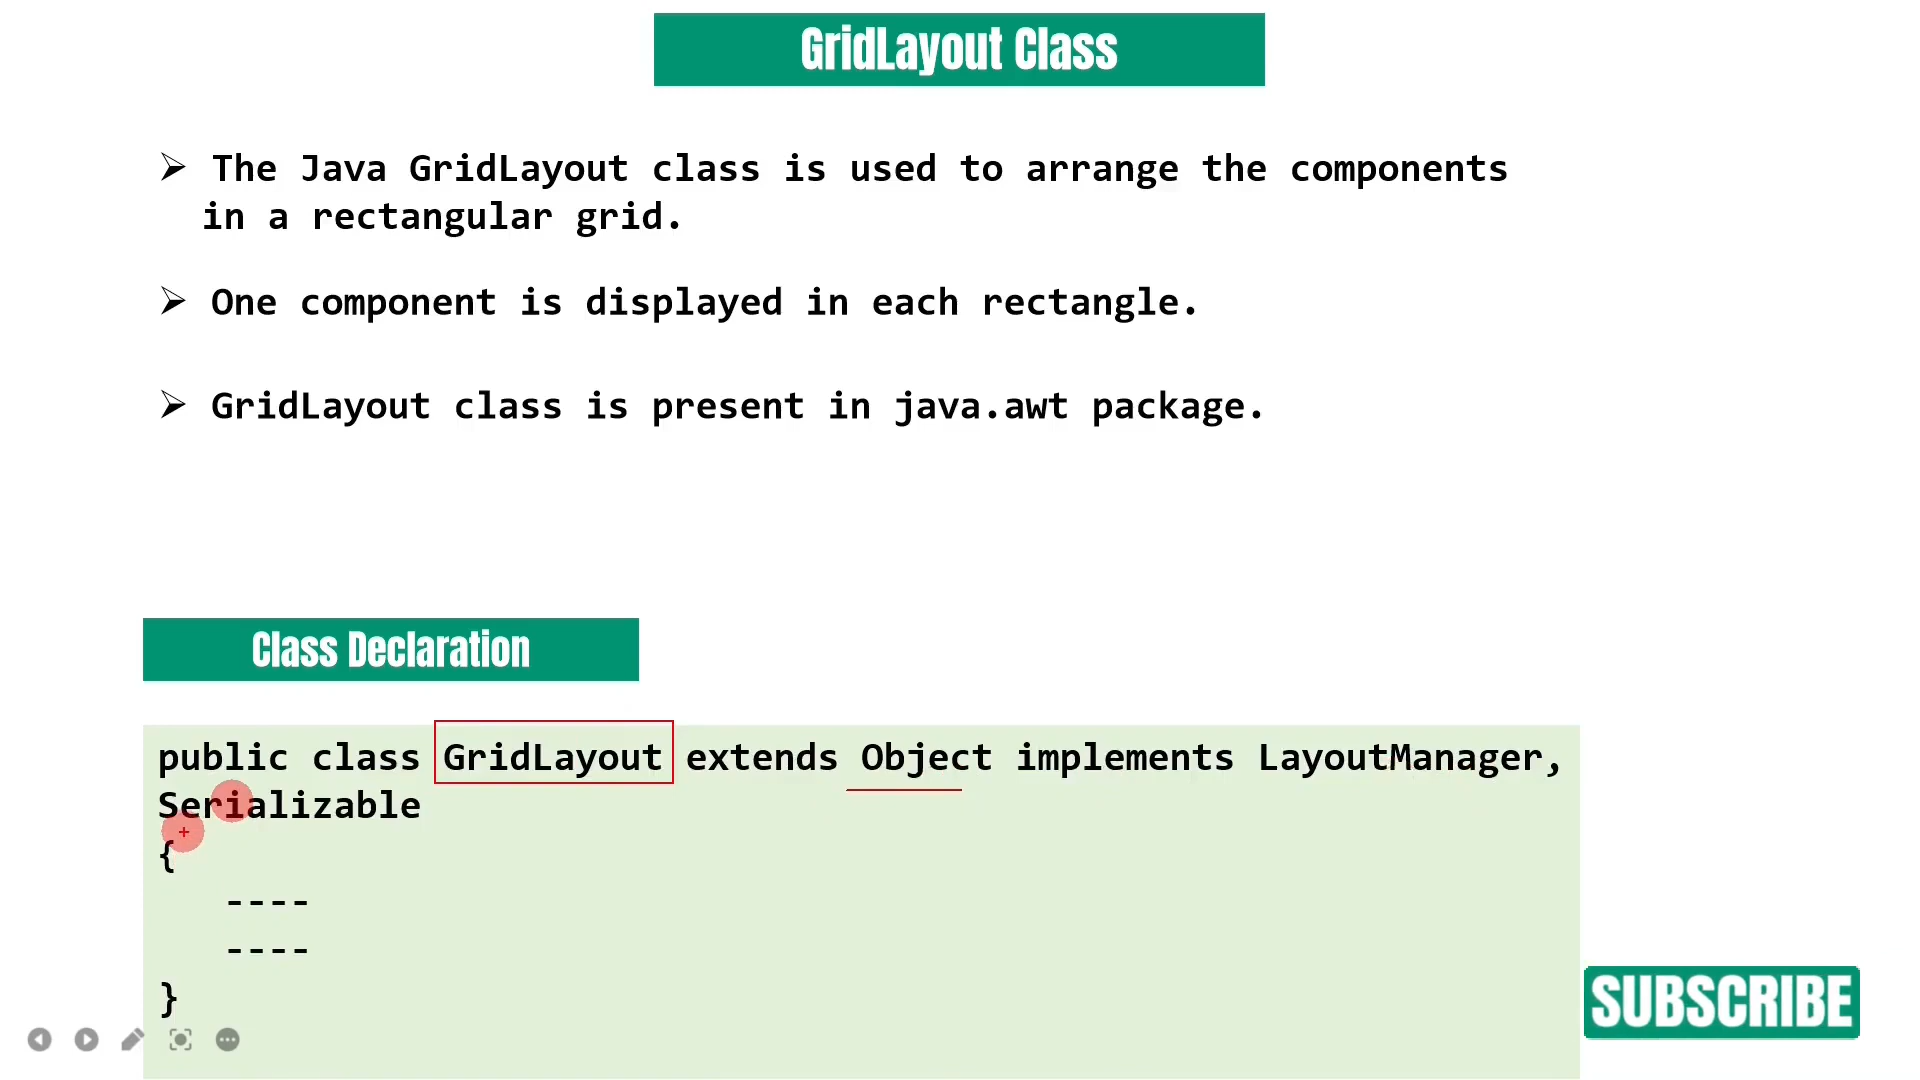 GridLayout Class
➢ The Java GridLayout class is used to arrange the components
in a rectangular grid.
➢ One component is displayed in each rectangle.
➢ GridLayout class is present in java.awt package.
Class Declaration
public class GridLayout extends Object implements LayoutManager,
Serializable
{
----
----
}
SUBSCRIBE